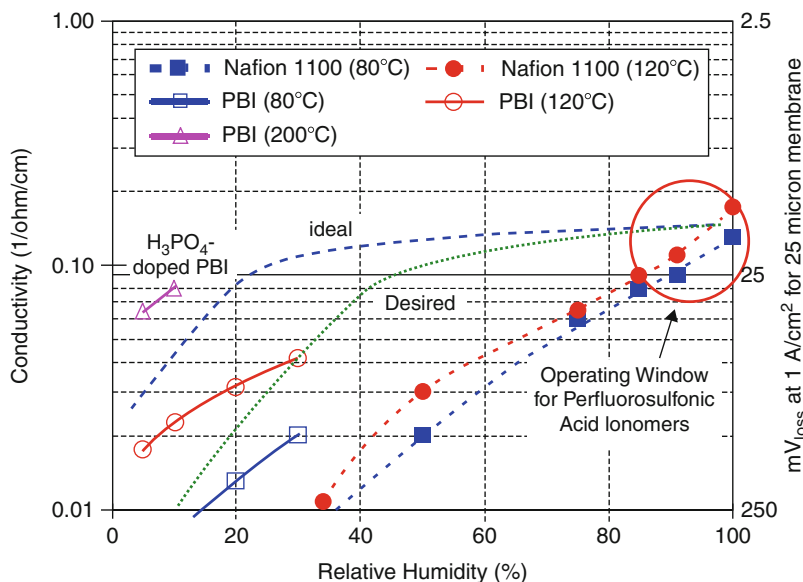 1.00
2.5
Nafion 1100 (80°C)
Nafion 1100 (120°C)
PBI (80°C)
PBI (120°C)
PBI (200°C)
ideal
H₃PO₄-
doped PBI
0.10
25
Desired
Operating Window
for Perfluorosulfonic
Acid Ionomers
0.01
250
0
20
40
60
80
100
Relative Humidity (%)
Conductivity (1/ohm/cm)
mV_loss at 1 A/cm² for 25 micron membrane